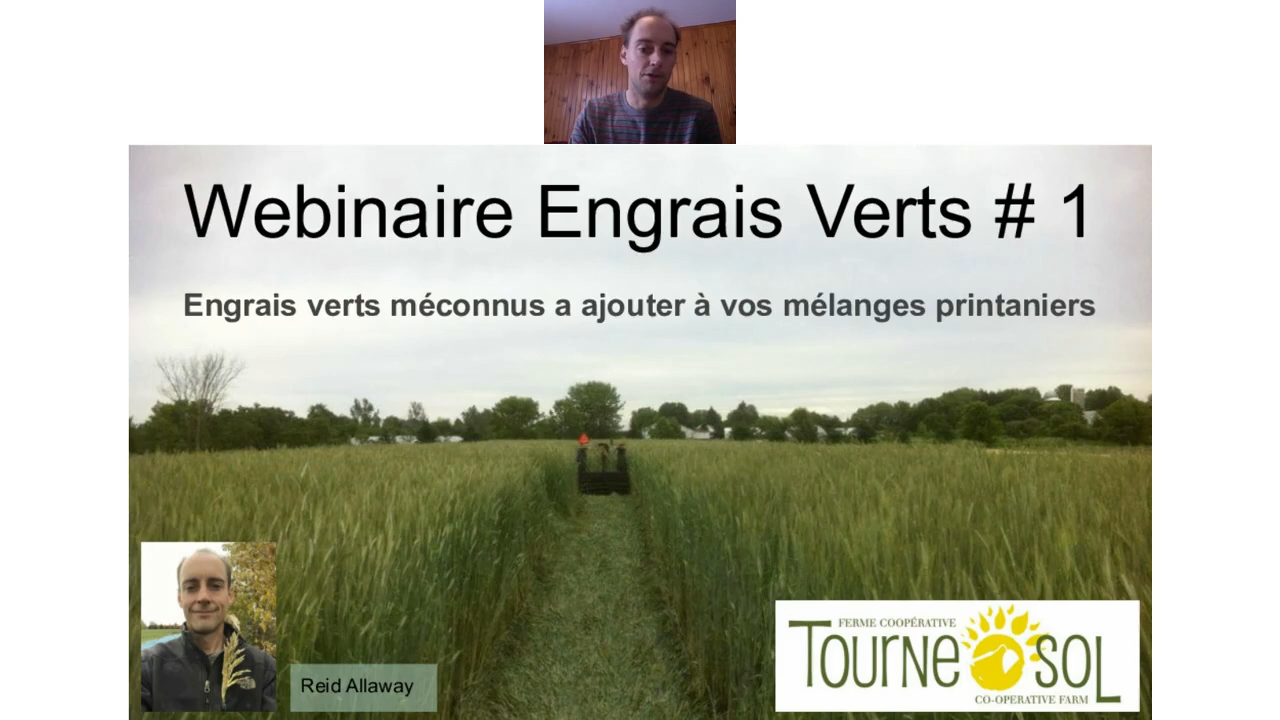 Webinaire Engrais Verts # 1
Engrais verts méconnus a ajouter à vos mélanges printaniers
Reid Allaway
FERME COOPÉRATIVE
TOURNE SOL
CO-OPERATIVE FARM